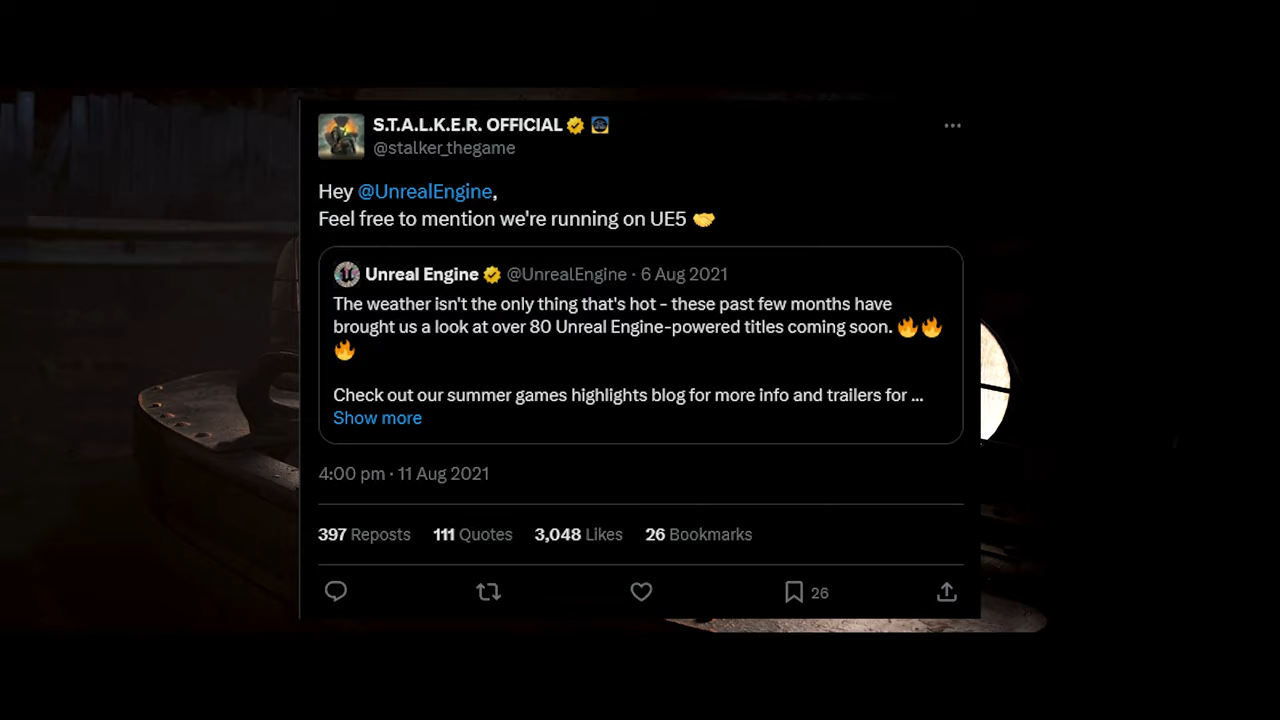 S.T.A.L.K.E.R. OFFICIAL
@stalker_thegame
Hey @UnrealEngine,
Feel free to mention we're running on UE5 🤝
Unreal Engine @UnrealEngine · 6 Aug 2021
The weather isn't the only thing that's hot - these past few months have
brought us a look at over 80 Unreal Engine-powered titles coming soon. 🔥🔥
🔥
Check out our summer games highlights blog for more info and trailers for ...
Show more
4:00 pm · 11 Aug 2021
397 Reposts 111 Quotes 3,048 Likes 26 Bookmarks
26